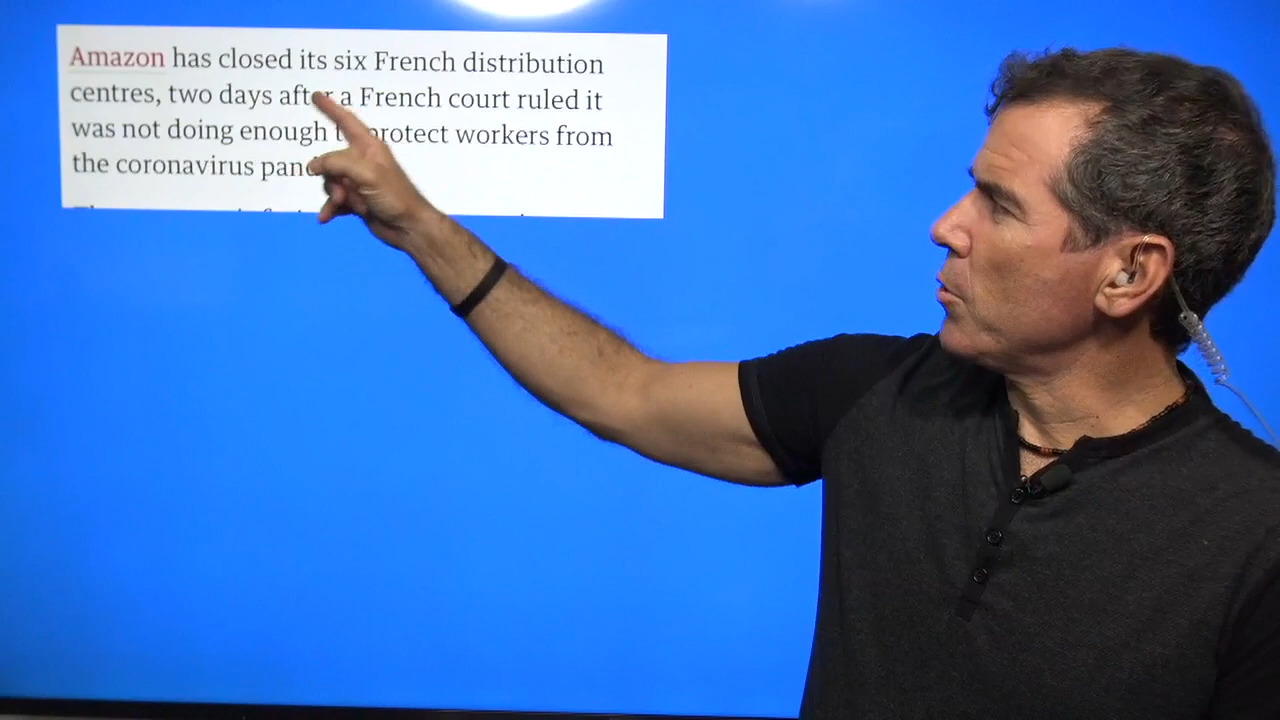 Amazon has closed its six French distribution
centres, two days after a French court ruled it
was not doing enough protect workers from
the coronavirus